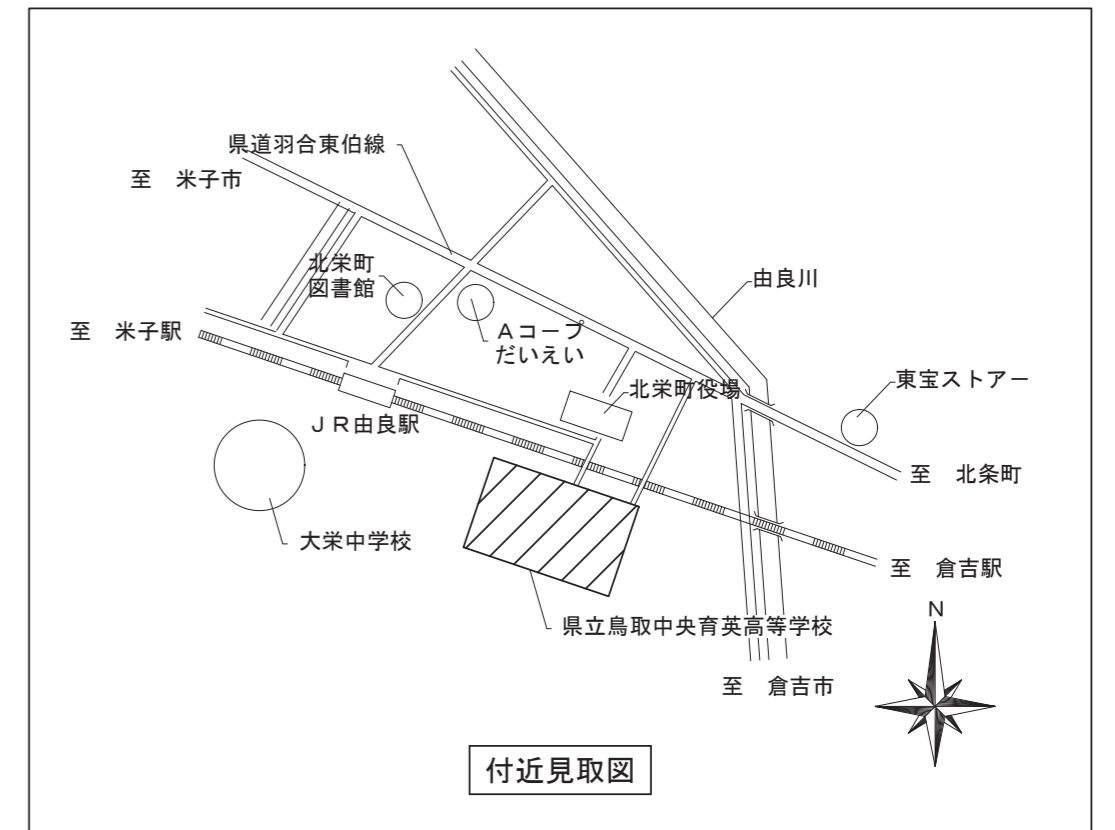 県道羽合東伯線
至　米子市
北栄町
図書館
由良川
至　米子駅
Ａコープ
だいえい
東宝ストアー
北栄町役場
ＪＲ由良駅
至　北条町
大栄中学校
至　倉吉駅
N
県立鳥取中央育英高等学校
至　倉吉市
付近見取図